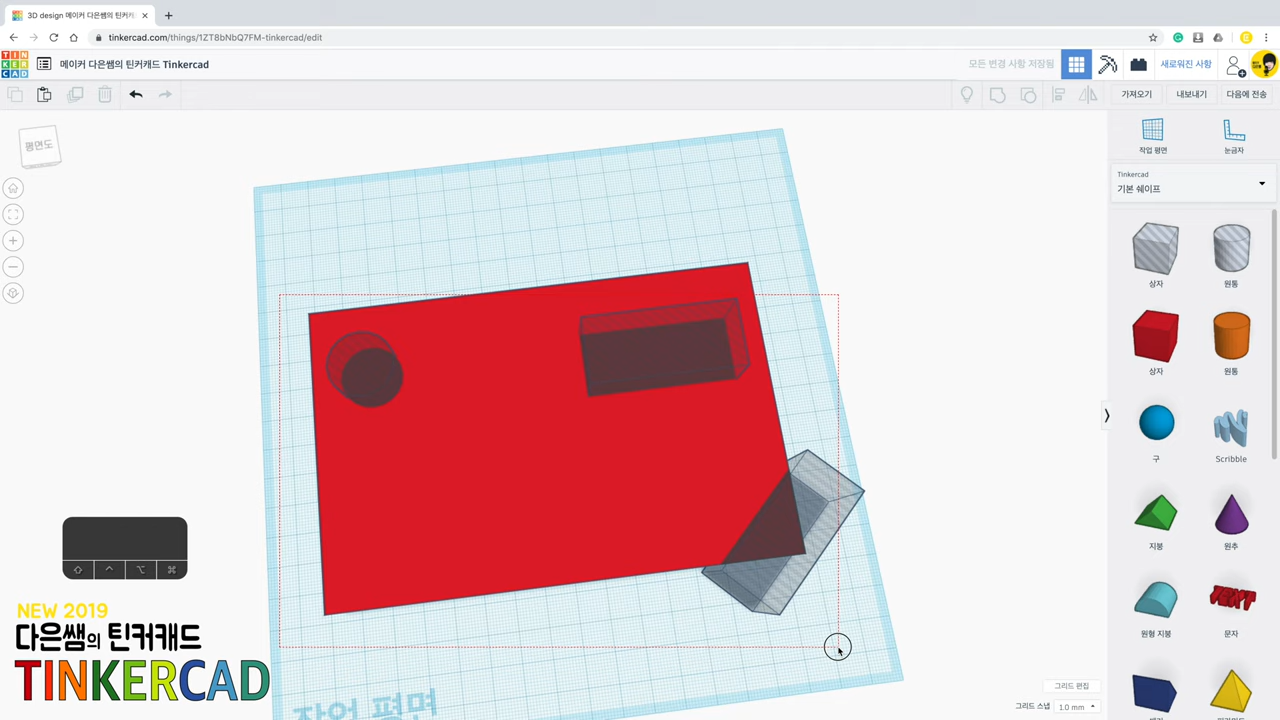 3D design 메이커 다은쌤의 틴커캐
tinkercad.com/things/1ZT8bNbQ7FM-tinkercad/edit
TIN
KER
CAD
메이커 다은쌤의 틴커캐드 Tinkercad
모든 변경 사항 저장됨
새로워진 사항
가져오기
내보내기
다음에 전송
평면도
작업 평면
눈금자
Tinkercad
기본 쉐이프
상자
원통
상자
원통
구
Scribble
지붕
원추
원형 지붕
문자
작업 평면
그리드 편집
그리드 스냅
1.0 mm
NEW 2019
다은쌤의 틴커캐드
TINKERCAD